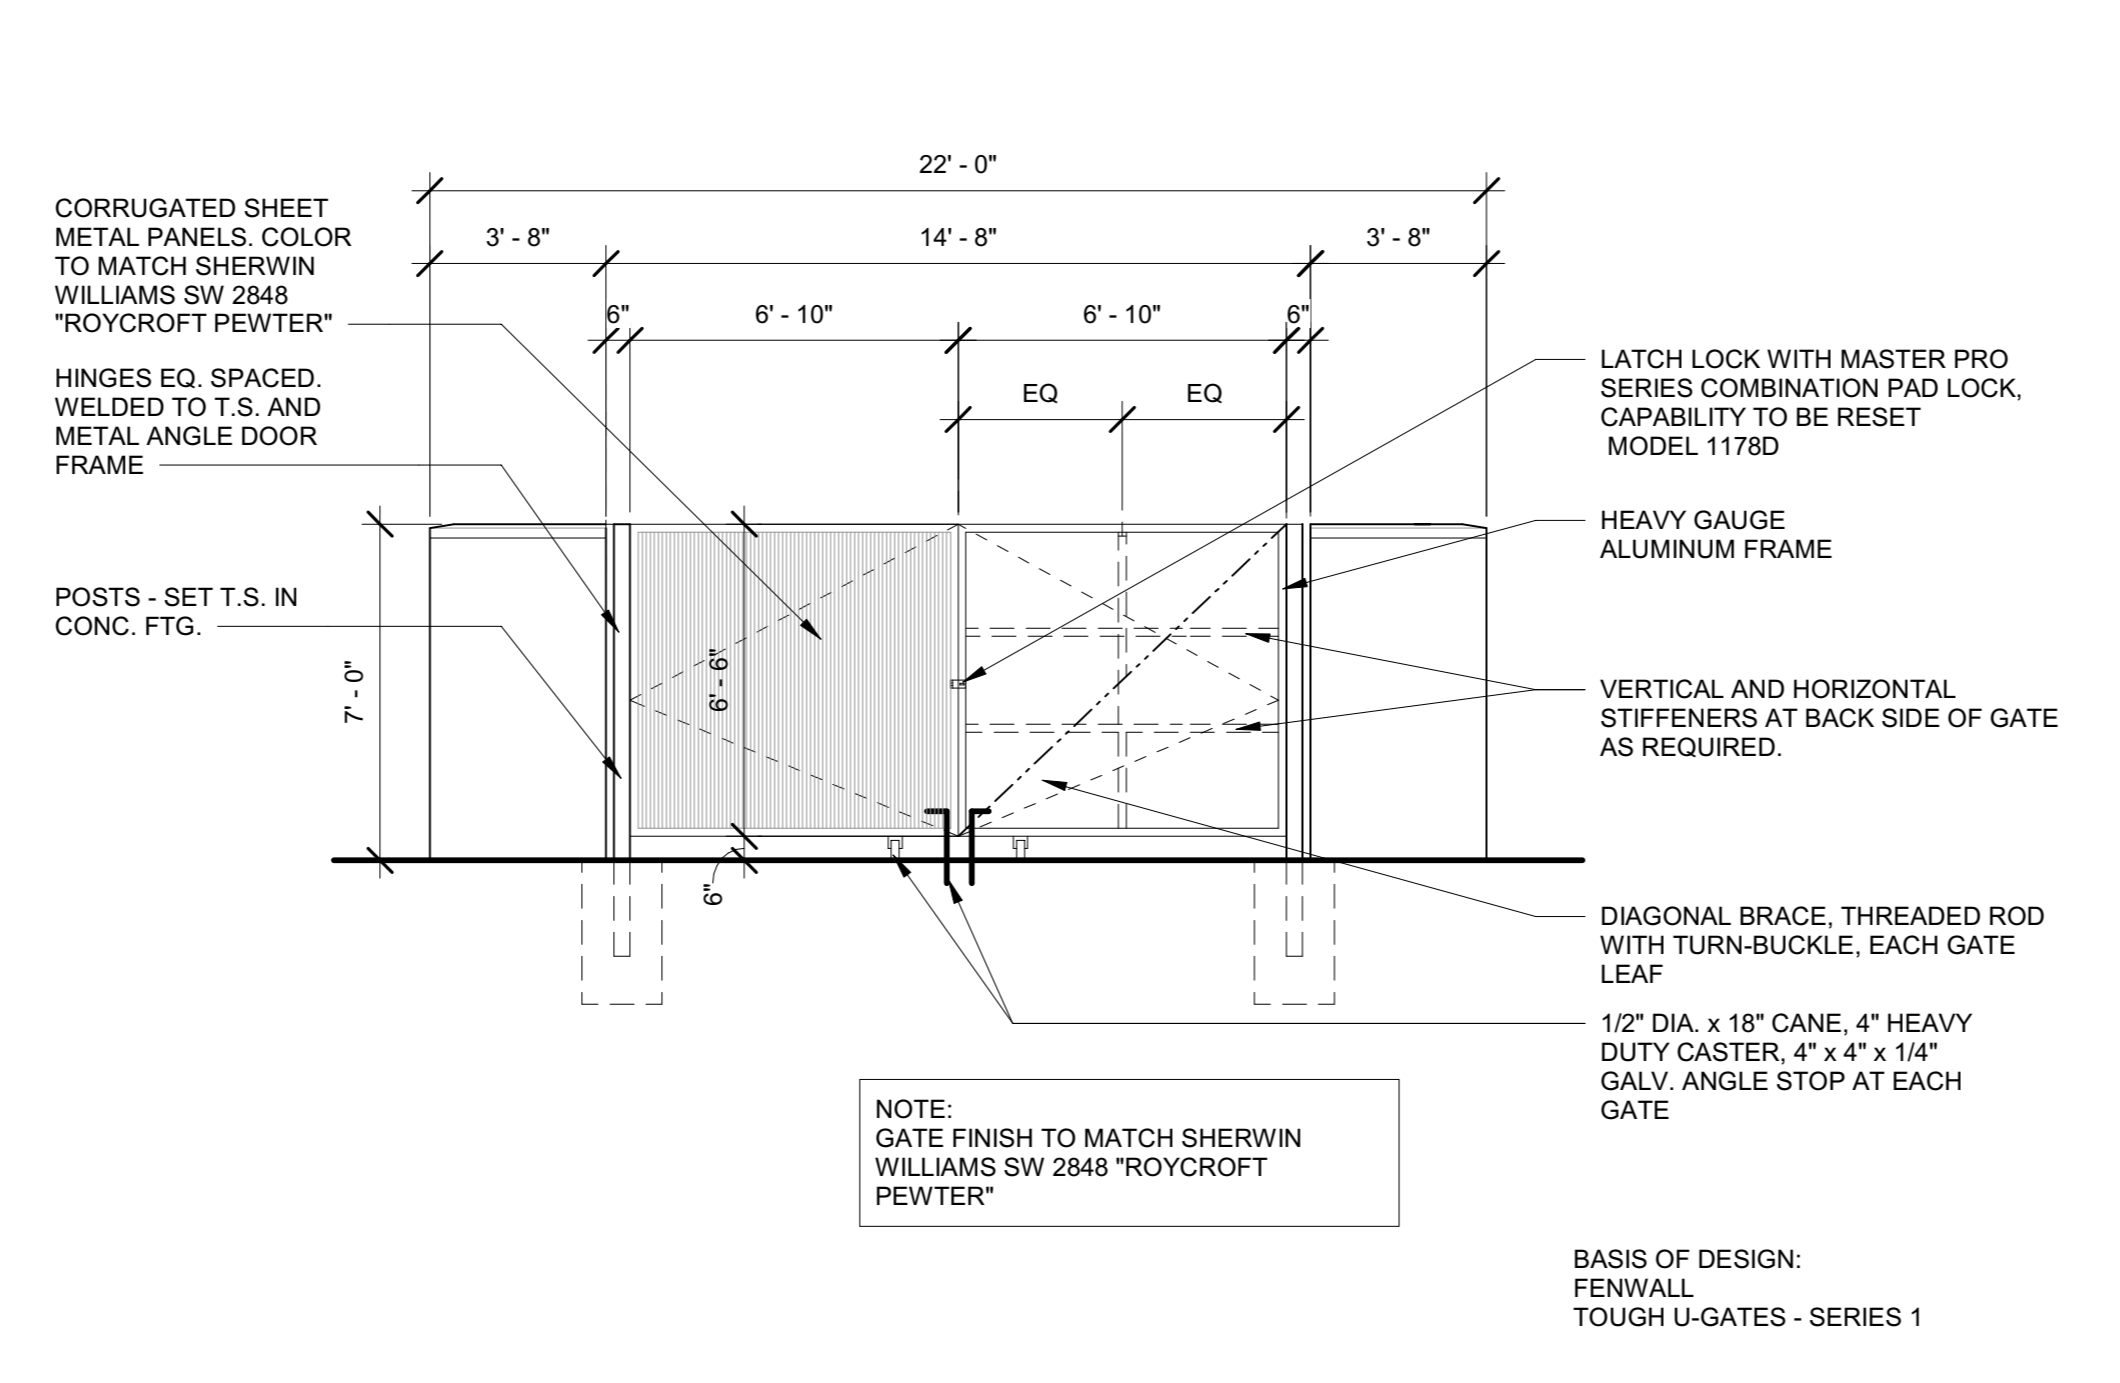 22' - 0"
3' - 8"
14' - 8"
3' - 8"
6"
6' - 10"
6' - 10"
6"
EQ
EQ
CORRUGATED SHEET
METAL PANELS. COLOR
TO MATCH SHERWIN
WILLIAMS SW 2848
"ROYCROFT PEWTER"
HINGES EQ. SPACED.
WELDED TO T.S. AND
METAL ANGLE DOOR
FRAME
POSTS - SET T.S. IN
CONC. FTG.
7' - 0"
6' - 6"
6"
LATCH LOCK WITH MASTER PRO
SERIES COMBINATION PAD LOCK,
CAPABILITY TO BE RESET
MODEL 1178D
HEAVY GAUGE
ALUMINUM FRAME
VERTICAL AND HORIZONTAL
STIFFENERS AT BACK SIDE OF GATE
AS REQUIRED.
DIAGONAL BRACE, THREADED ROD
WITH TURN-BUCKLE, EACH GATE
LEAF
1/2" DIA. x 18" CANE, 4" HEAVY
DUTY CASTER, 4" x 4" x 1/4"
GALV. ANGLE STOP AT EACH
GATE
NOTE:
GATE FINISH TO MATCH SHERWIN
WILLIAMS SW 2848 "ROYCROFT
PEWTER"
BASIS OF DESIGN:
FENWALL
TOUGH U-GATES - SERIES 1